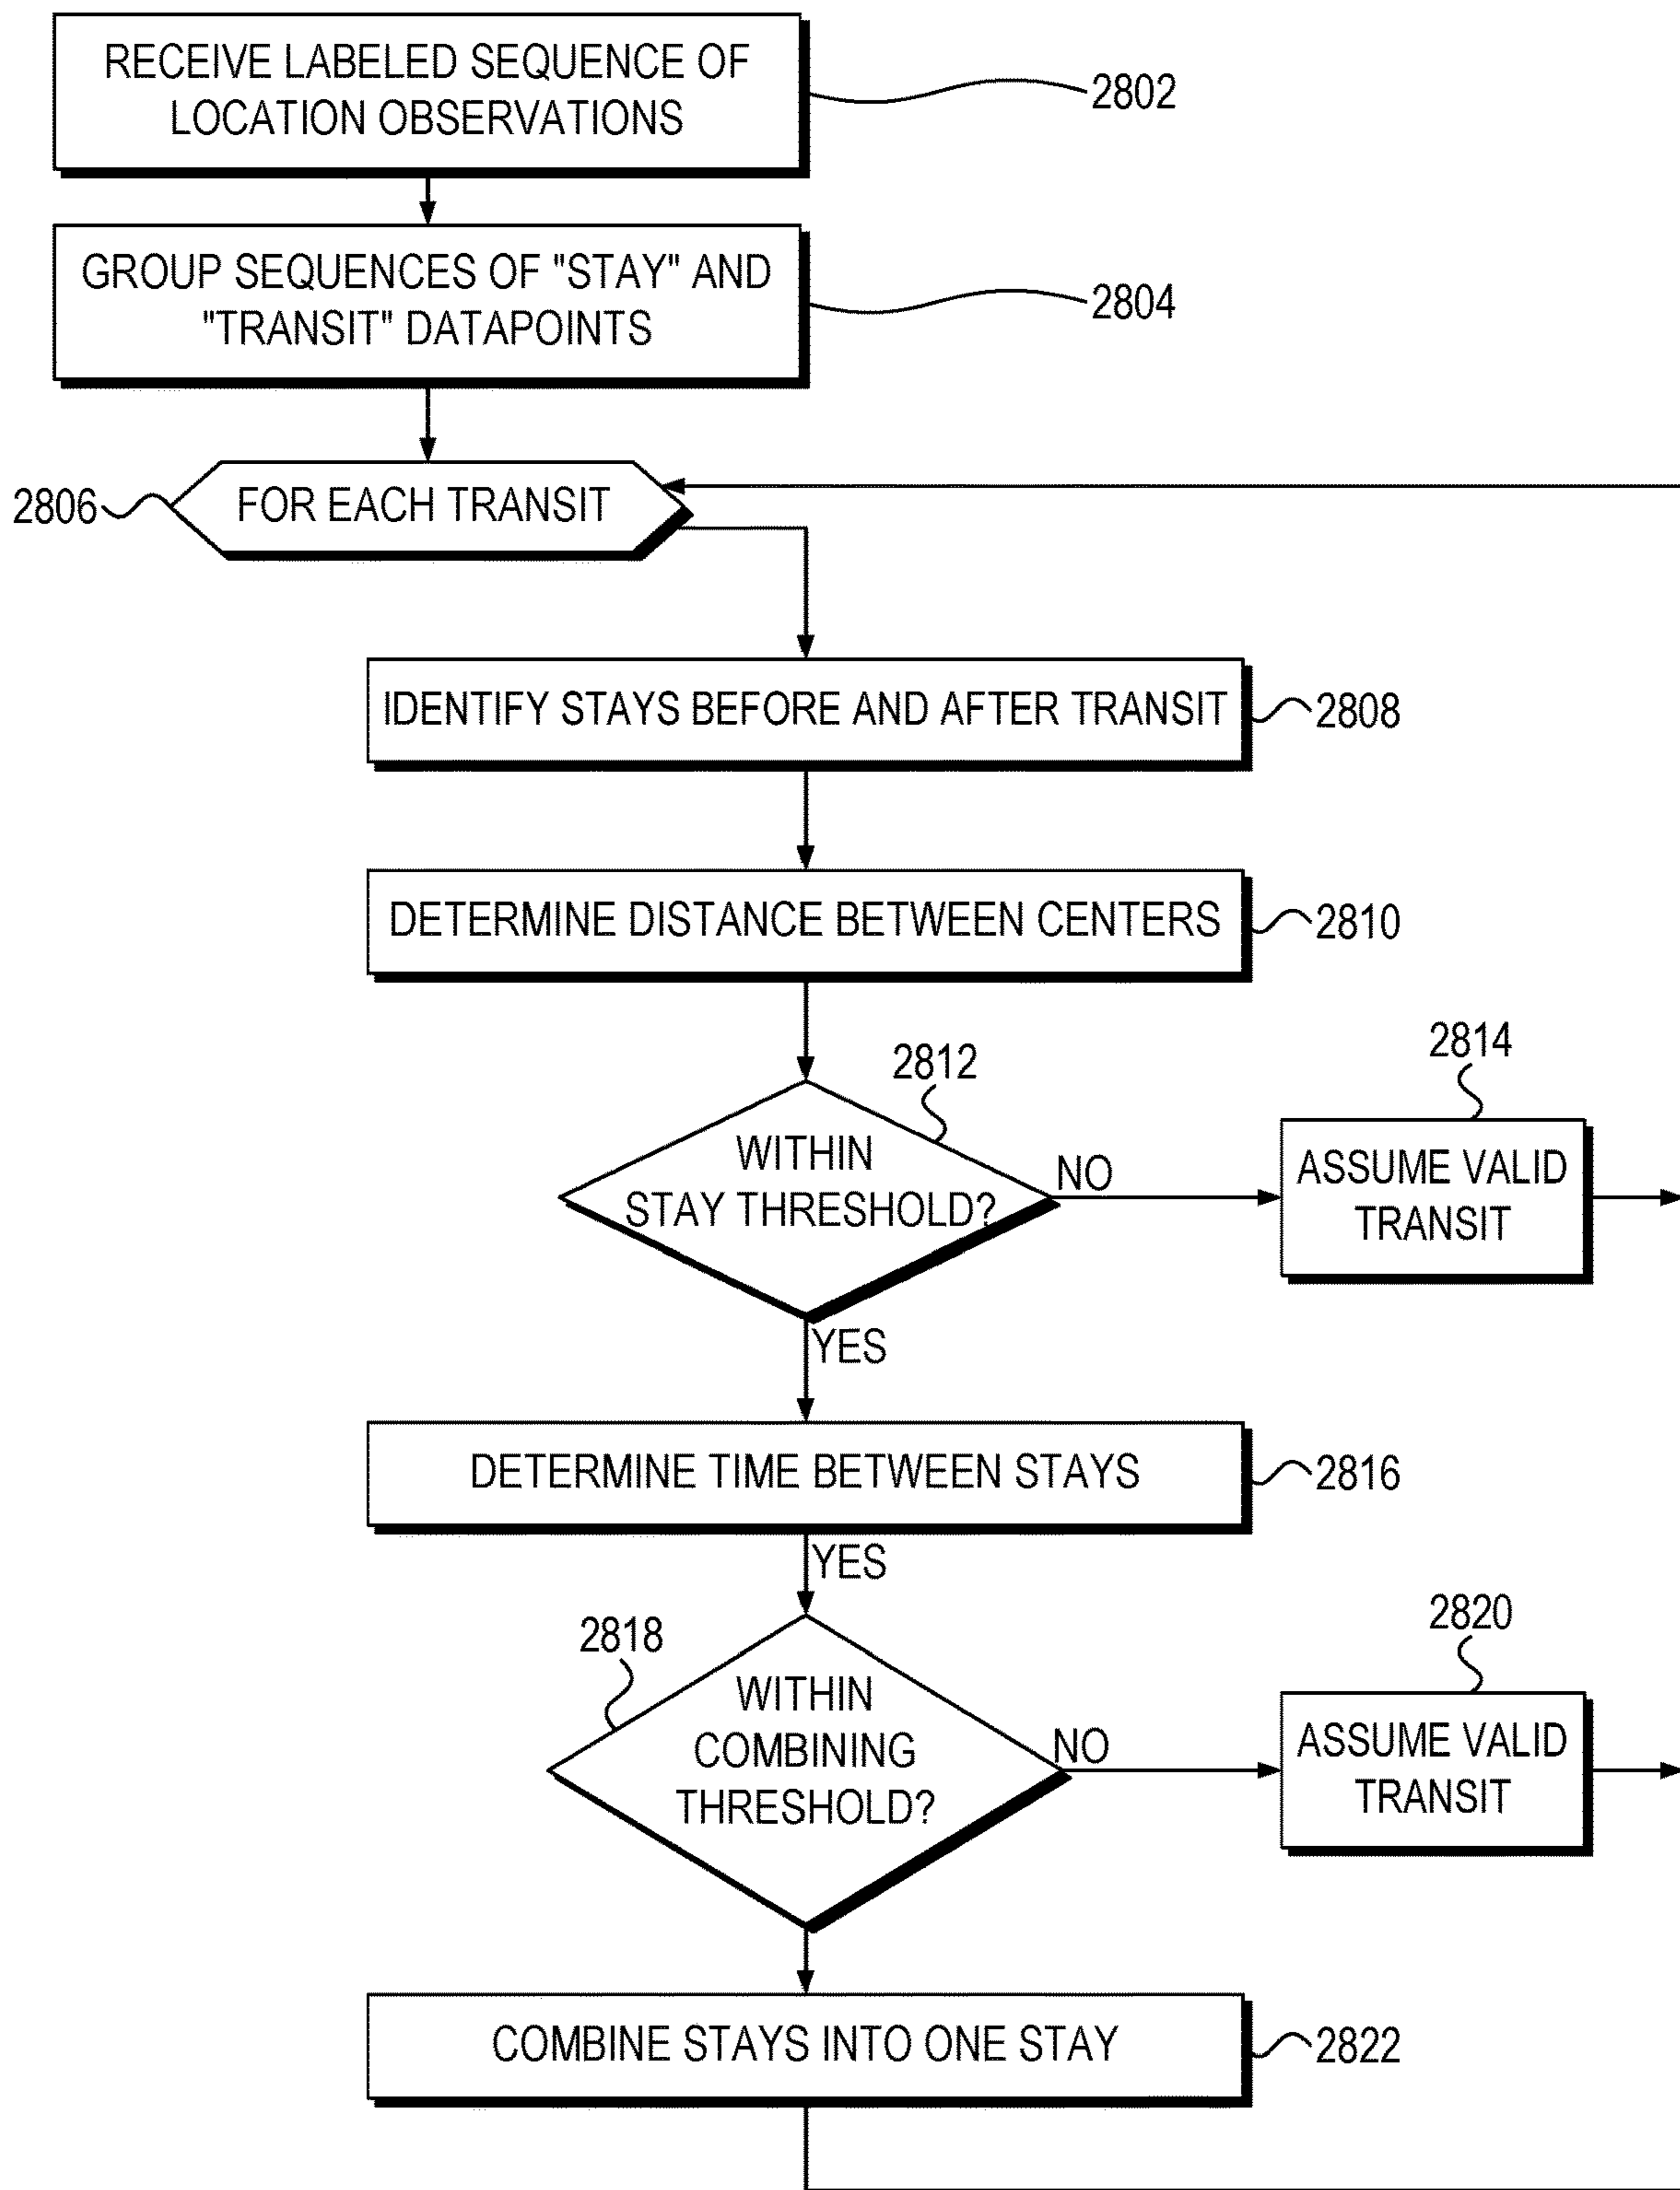 RECEIVE LABELED SEQUENCE OF
LOCATION OBSERVATIONS
2802
GROUP SEQUENCES OF "STAY" AND
"TRANSIT" DATAPOINTS
2804
2806
FOR EACH TRANSIT
IDENTIFY STAYS BEFORE AND AFTER TRANSIT
2808
DETERMINE DISTANCE BETWEEN CENTERS
2810
2812
WITHIN
STAY THRESHOLD?
NO
2814
ASSUME VALID
TRANSIT
YES
DETERMINE TIME BETWEEN STAYS
2816
YES
2818
WITHIN
COMBINING
THRESHOLD?
NO
2820
ASSUME VALID
TRANSIT
COMBINE STAYS INTO ONE STAY
2822